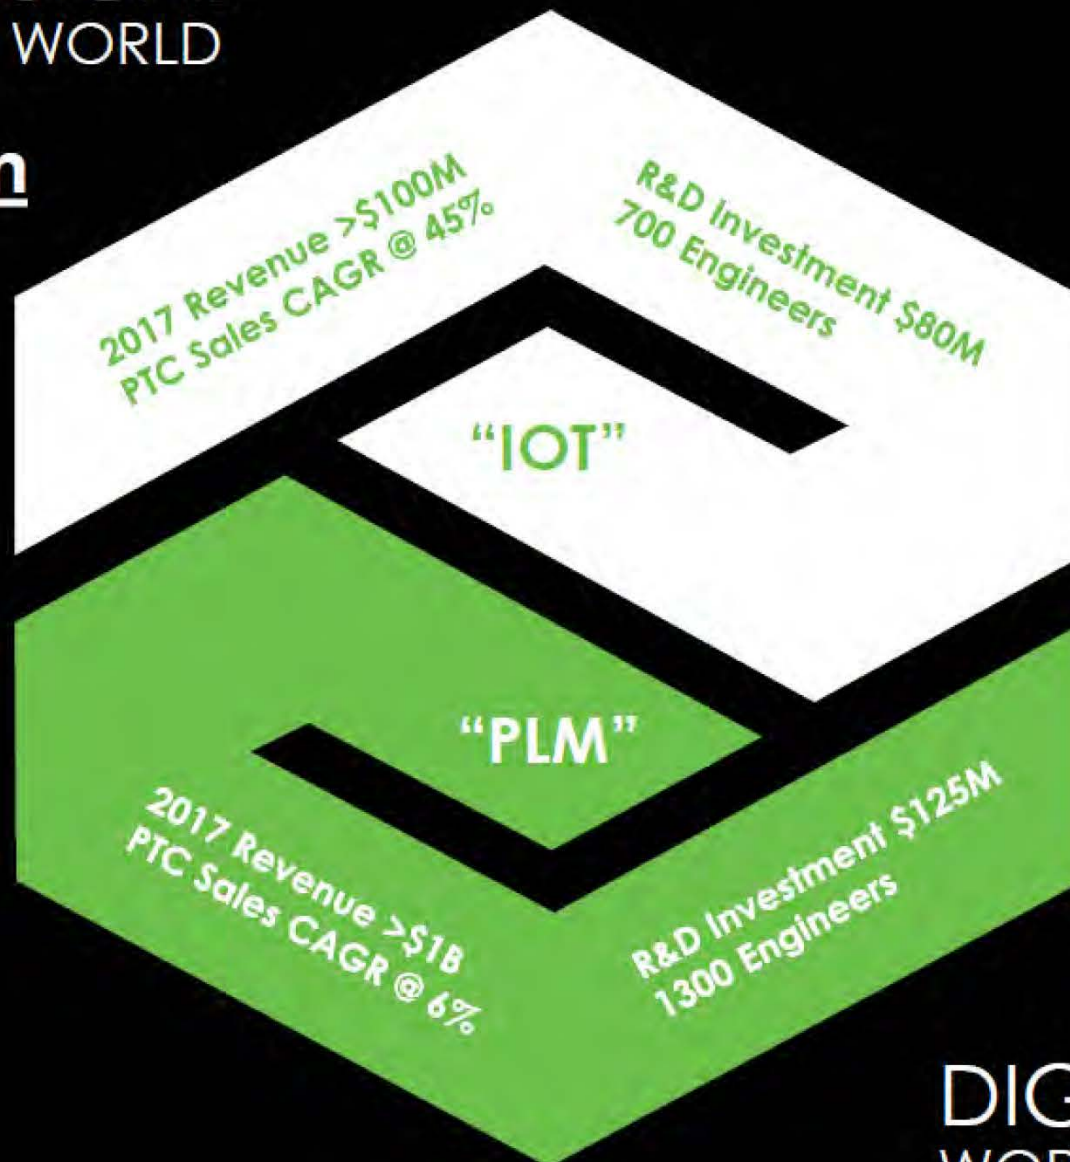 WORLD
2017 Revenue >$100M
PTC Sales CAGR @ 45%
R&D Investment $80M
700 Engineers
“IOT”
“PLM”
2017 Revenue >$1B
PTC Sales CAGR @ 6%
R&D Investment $125M
1300 Engineers